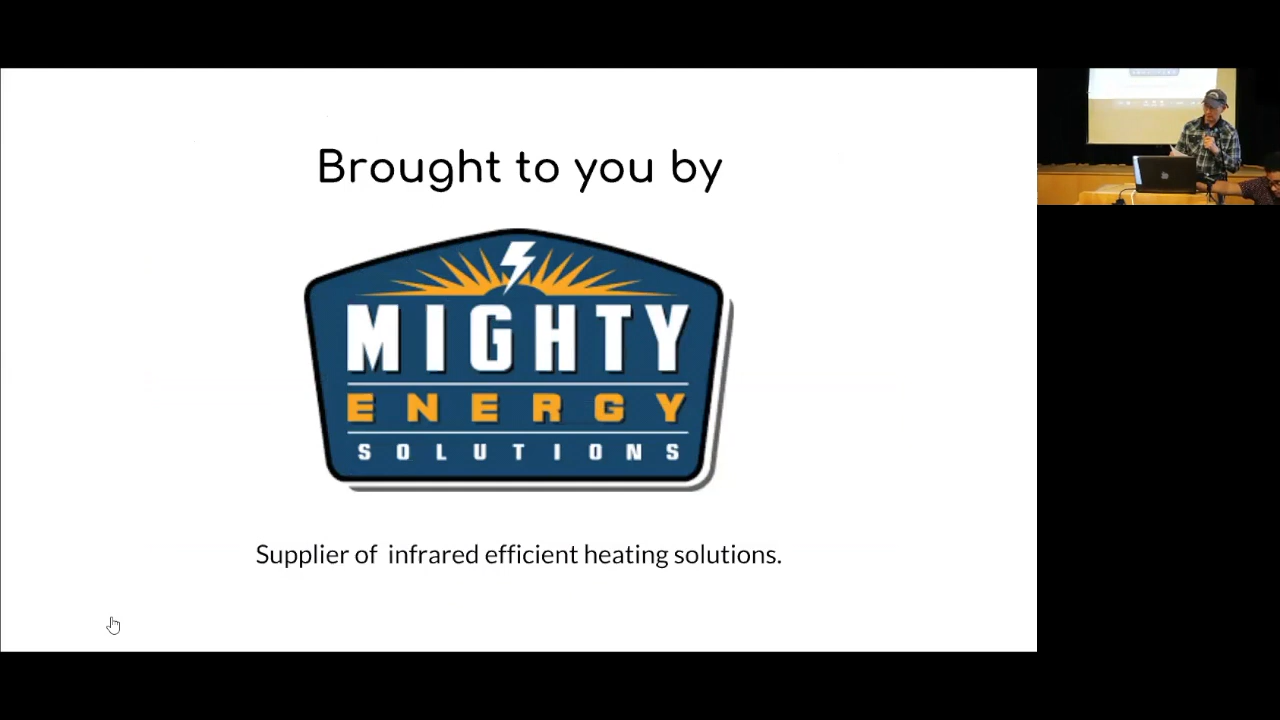 Brought to you by
MIGHTY
ENERGY
SOLUTIONS
Supplier of infrared efficient heating solutions.